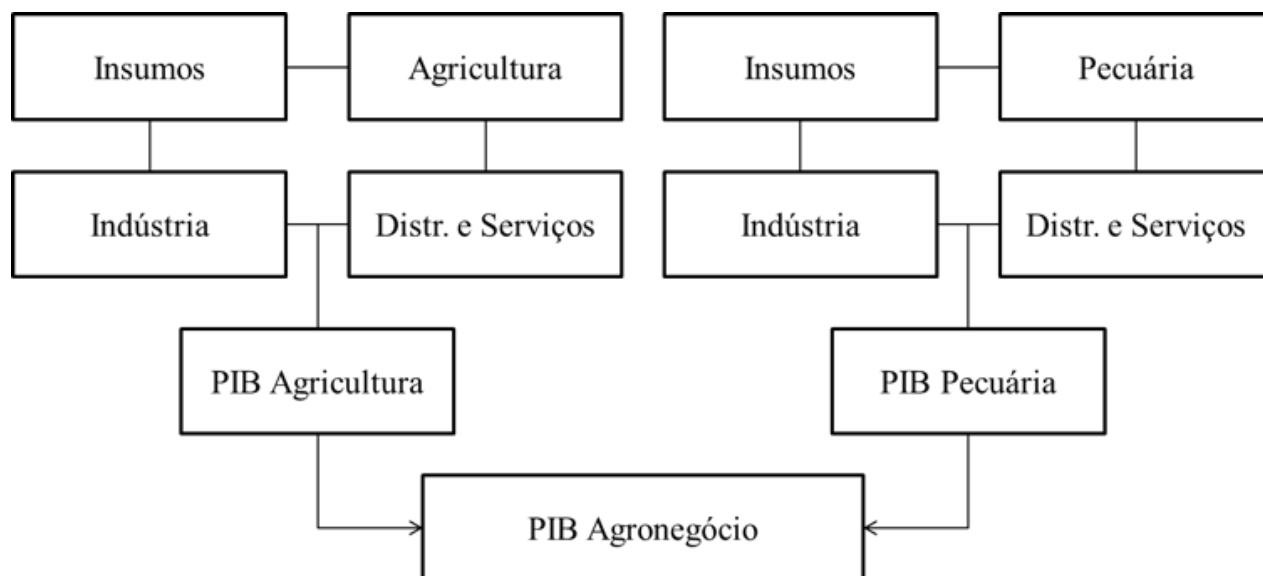 Insumos
Agricultura
Insumos
Pecuária
Indústria
Distr. e Serviços
Indústria
Distr. e Serviços
PIB Agricultura
PIB Pecuária
PIB Agronegócio